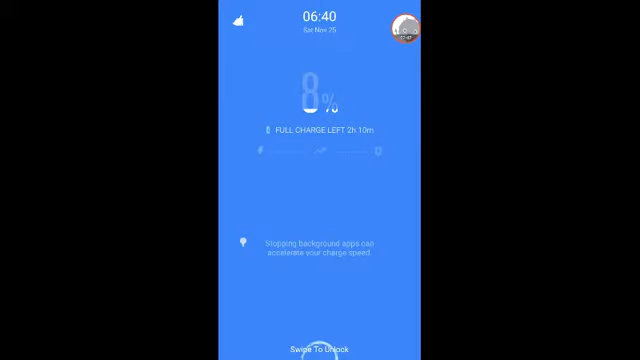 06:40
Sat Nov 25
8%
FULL CHARGE LEFT 2h 10m
Stopping background apps can
accelerate your charge speed.
Swipe To Unlock